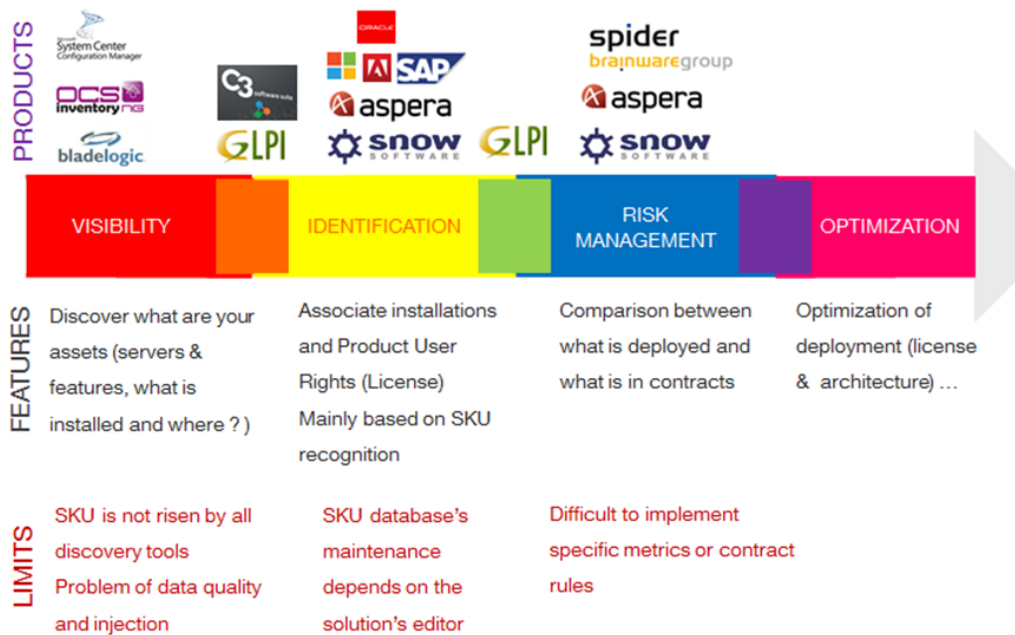 PRODUCTS
Microsoft
System Center
Configuration Manager
OCS
inventory NG
bladelogic
C3 software suite
GLPI
ORACLE
SAP
aspera
snow
SOFTWARE
GLPI
spider
brainwaregroup
aspera
snow
SOFTWARE
VISIBILITY
IDENTIFICATION
RISK
MANAGEMENT
OPTIMIZATION
FEATURES
Discover what are your
assets (servers &
features, what is
installed and where ? )
Associate installations
and Product User
Rights (License)
Mainly based on SKU
recognition
Comparison between
what is deployed and
what is in contracts
Optimization of
deployment (license
& architecture) …
LIMITS
SKU is not risen by all
discovery tools
Problem of data quality
and injection
SKU database's
maintenance
depends on the
solution's editor
Difficult to implement
specific metrics or contract
rules